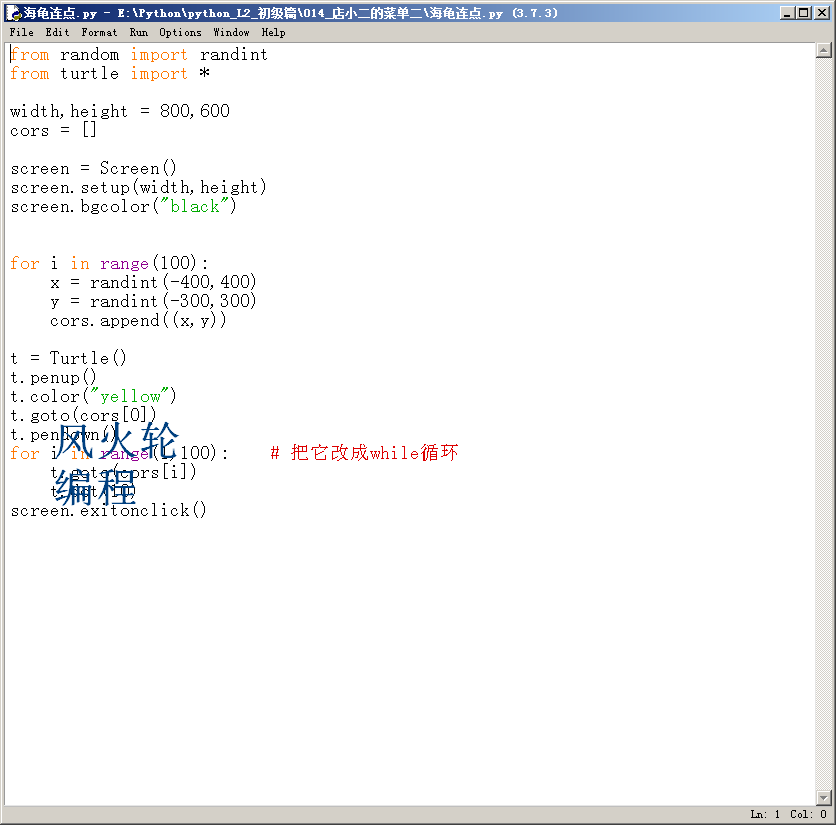 海龟连点.py - E:\Python\python_L2_初级篇\014_店小二的菜单二\海龟连点.py (3.7.3)
File Edit Format Run Options Window Help
from random import randint
from turtle import *
width,height = 800,600
cors = []
screen = Screen()
screen.setup(width,height)
screen.bgcolor("black")
for i in range(100):
    x = randint(-400,400)
    y = randint(-300,300)
    cors.append((x,y))
t = Turtle()
t.penup()
t.color("yellow")
t.goto(cors[0])
t.pendown()
for i in range(1,100):    # 把它改成while循环
    t.goto(cors[i])
    t.dot(10)
screen.exitonclick()
风火轮
编程
Ln: 1 Col: 0